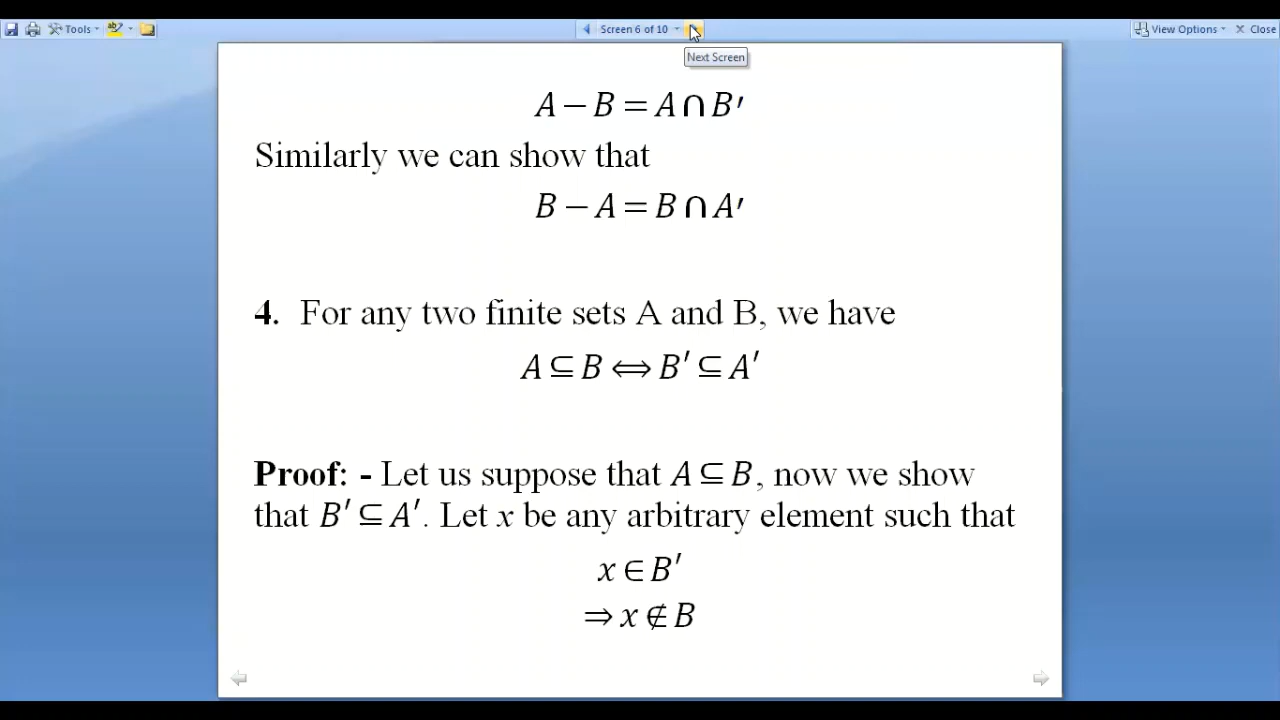 Tools
Screen 6 of 10
View Options
Close
Next Screen
A − B = A ∩ B′
Similarly we can show that
B − A = B ∩ A′
4. For any two finite sets A and B, we have
A ⊆ B ⟺ B′ ⊆ A′
Proof: - Let us suppose that A ⊆ B, now we show
that B′ ⊆ A′. Let x be any arbitrary element such that
x ∈ B′
⇒ x ∉ B